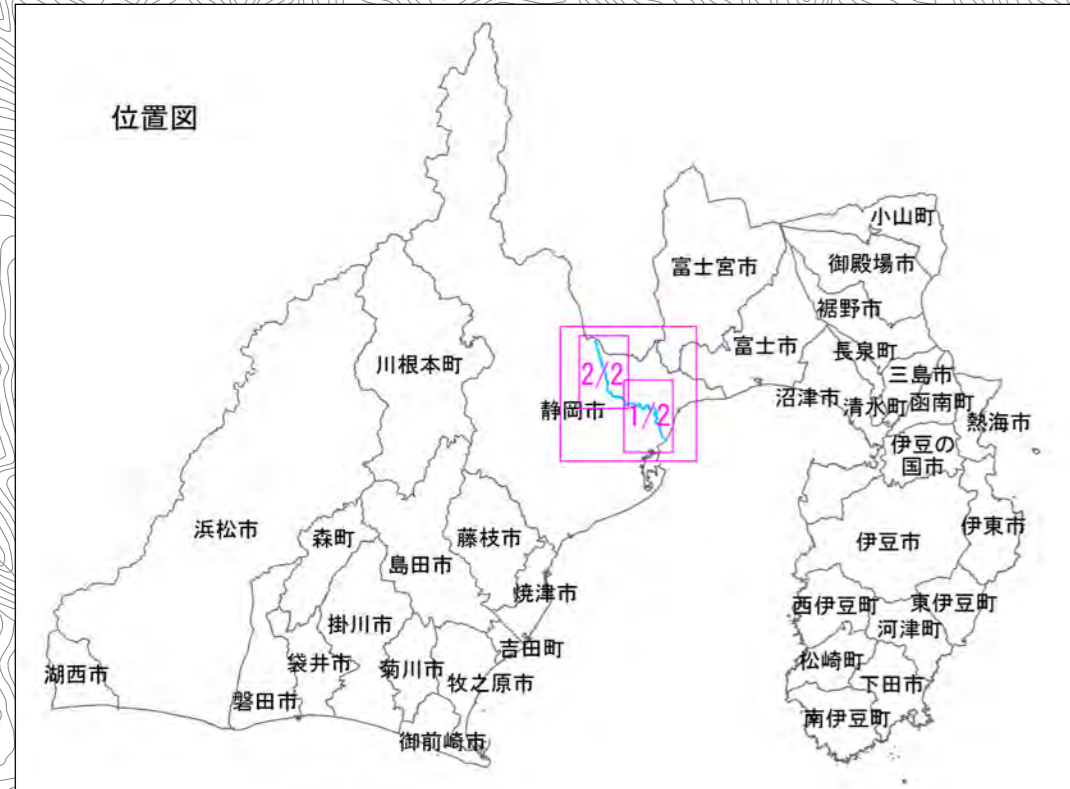 位置図
小山町
富士宮市
御殿場市
裾野市
富士市
長泉町
川根本町
三島市
2/2
沼津市
清水町
函南町
静岡市
1/2
熱海市
伊豆の
国市
浜松市
森町
藤枝市
伊豆市
伊東市
島田市
焼津市
西伊豆町
東伊豆町
掛川市
河津町
吉田町
湖西市
袋井市
菊川市
牧之原市
松崎町
下田市
磐田市
南伊豆町
御前崎市